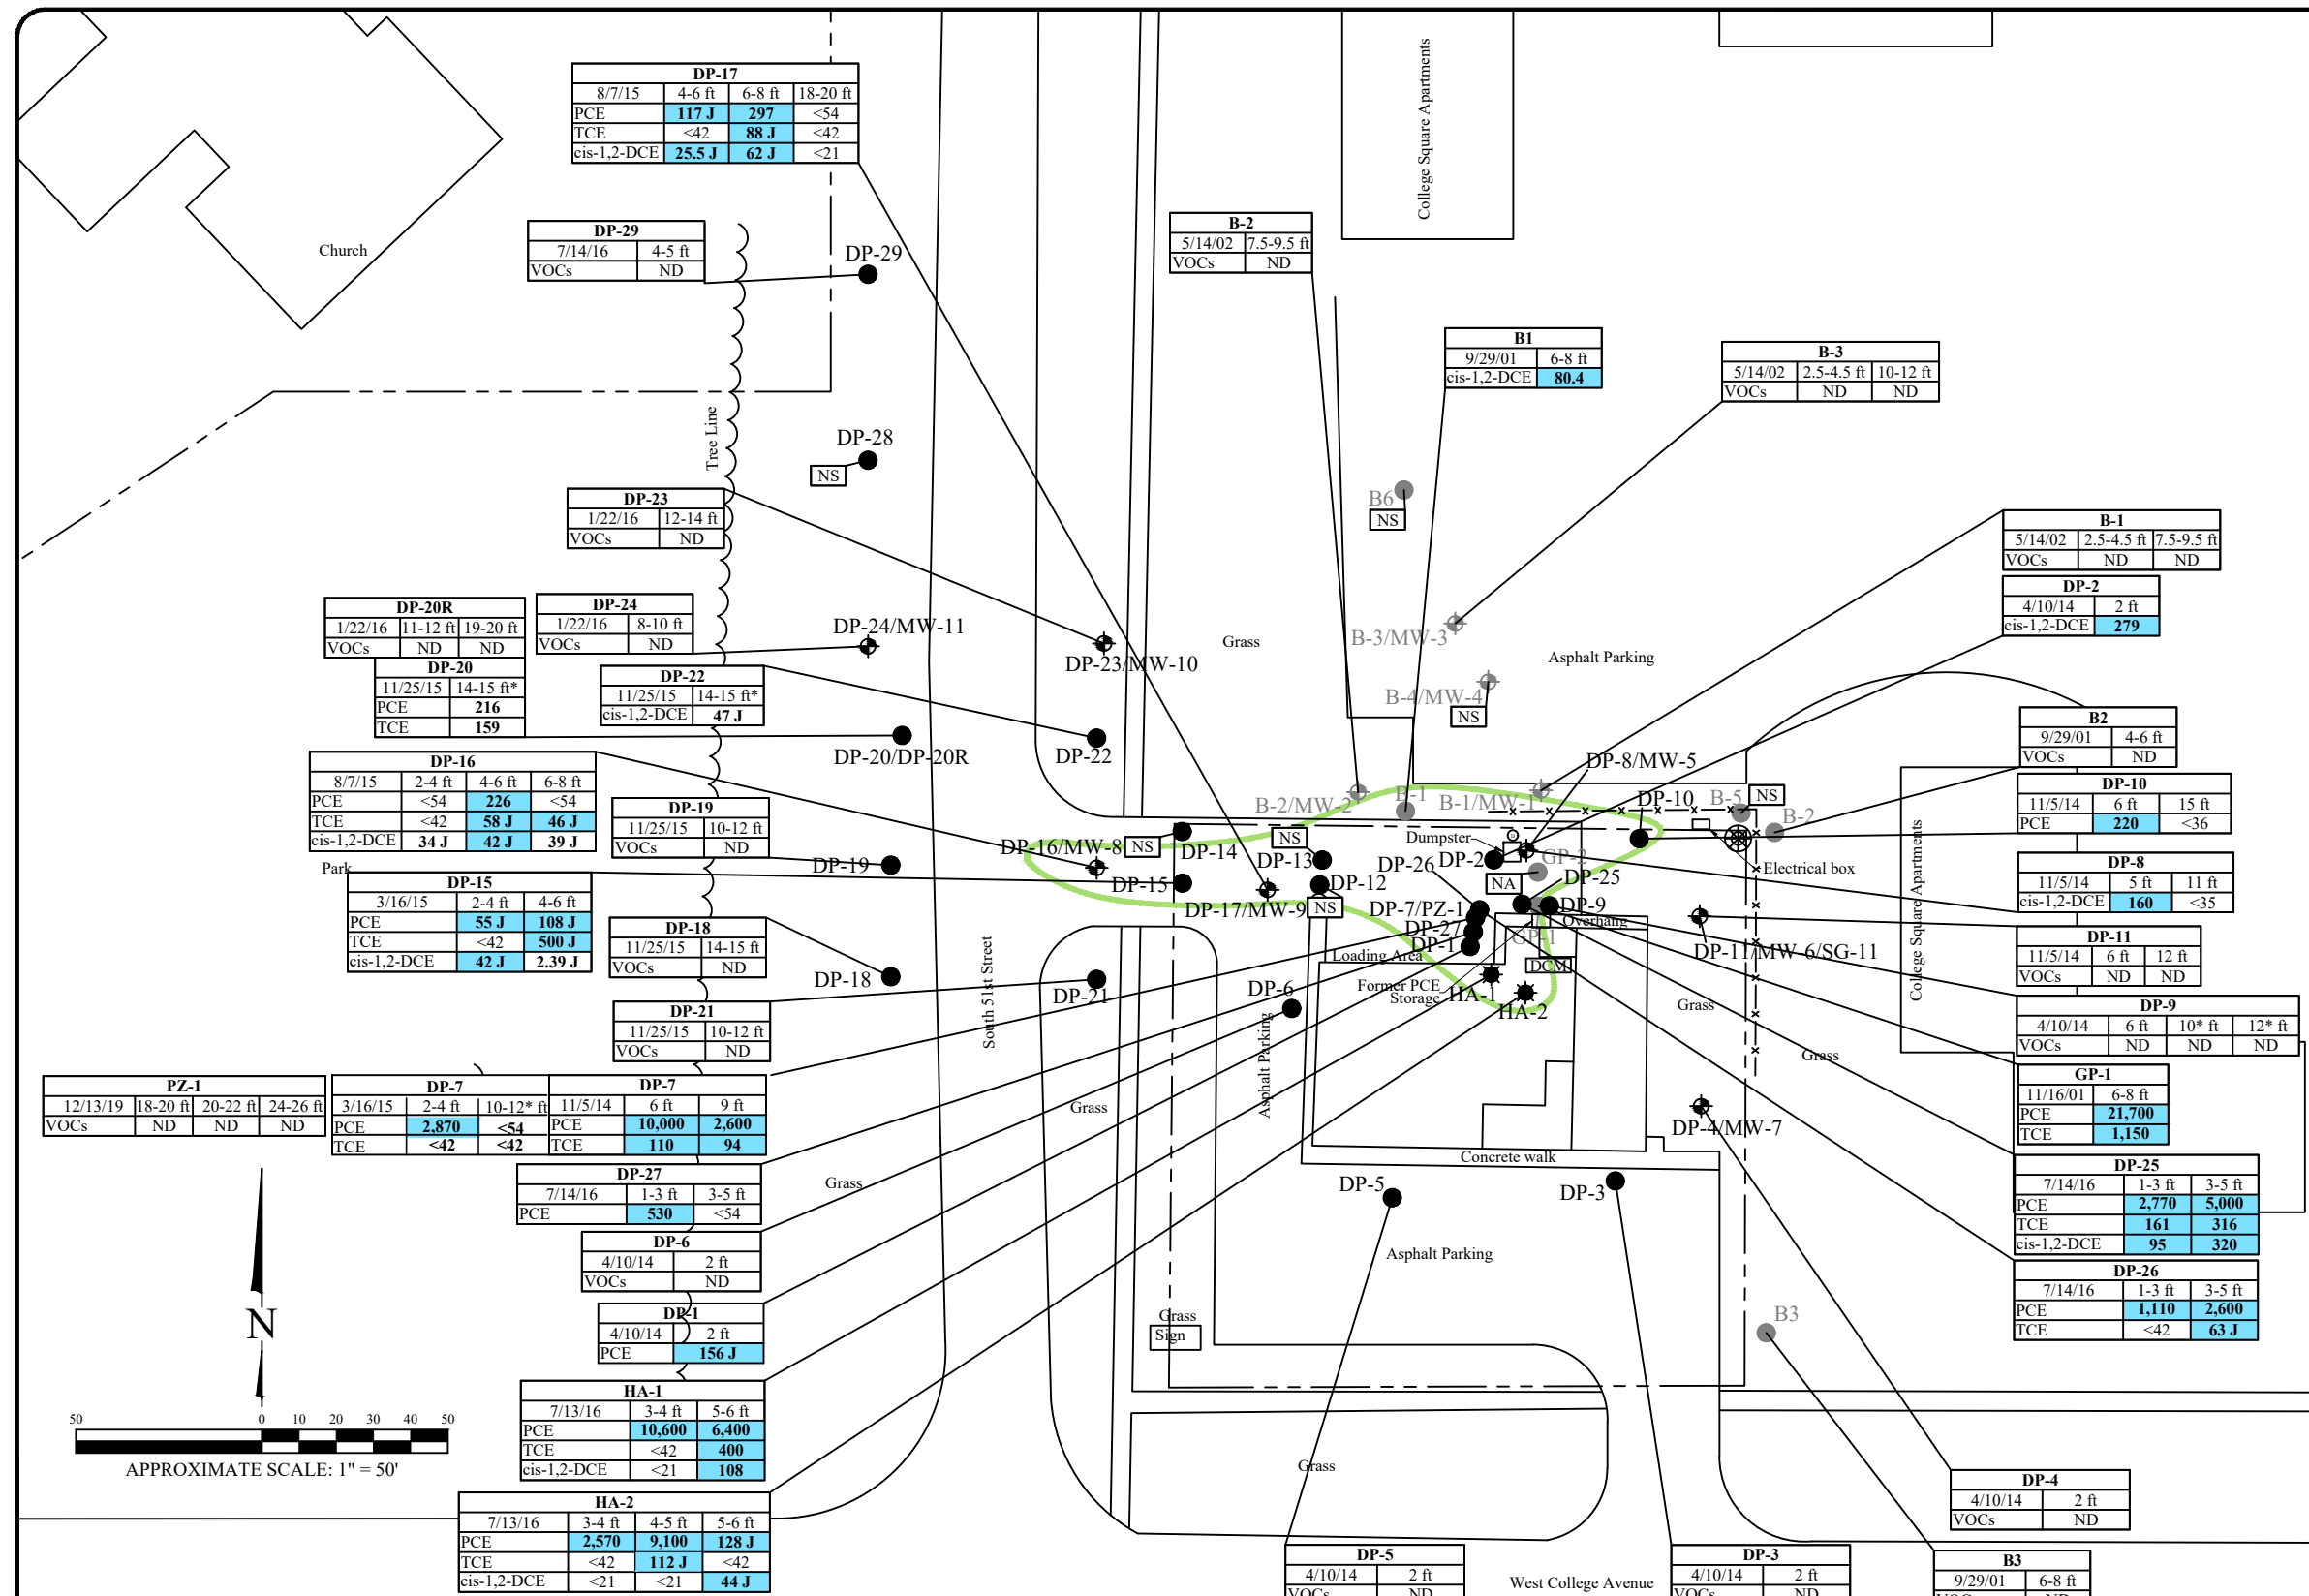 DP-17
8/7/15 4-6 ft 6-8 ft 18-20 ft
PCE 117 J 297 <54
TCE <42 88 J <42
cis-1,2-DCE 25.5 J 62 J <21
College Square Apartments
Church
DP-29
7/14/16 4-5 ft
VOCs ND
DP-29
B-2
5/14/02 7.5-9.5 ft
VOCs ND
B1
9/29/01 6-8 ft
cis-1,2-DCE 80.4
B-3
5/14/02 2.5-4.5 ft 10-12 ft
VOCs ND ND
Tree Line
DP-28
NS
B6
NS
DP-23
1/22/16 12-14 ft
VOCs ND
B-1
5/14/02 2.5-4.5 ft 7.5-9.5 ft
VOCs ND ND
DP-2
4/10/14 2 ft
cis-1,2-DCE 279
DP-20R
1/22/16 11-12 ft 19-20 ft
VOCs ND ND
DP-24
1/22/16 8-10 ft
VOCs ND
DP-24/MW-11
DP-23/MW-10
Grass
B-3/MW-3
Asphalt Parking
DP-20
11/25/15 14-15 ft*
PCE 216
TCE 159
DP-22
11/25/15 14-15 ft*
cis-1,2-DCE 47 J
B-4/MW-4
NS
DP-20/DP-20R
DP-22
B2
9/29/01 4-6 ft
VOCs ND
DP-16
8/7/15 2-4 ft 4-6 ft 6-8 ft
PCE <54 226 <54
TCE <42 58 J 46 J
cis-1,2-DCE 34 J 42 J 39 J
DP-8/MW-5
DP-10
11/5/14 6 ft 15 ft
PCE 220 <36
DP-19
11/25/15 10-12 ft
VOCs ND
B-2/MW-2
B-1
B-1/MW-1
DP-10
B-5
NS
B-2
DP-16/MW-8
NS
DP-14
NS
DP-13
Dumpster
DP-2
GP-2
DP-26
NA
DP-25
Electrical box
College Square Apartments
DP-8
11/5/14 5 ft 11 ft
cis-1,2-DCE 160 <35
Park
DP-19
DP-15
DP-12
NS
DP-17/MW-9
DP-7/PZ-1
DP-9
Overhang
DP-15
3/16/15 2-4 ft 4-6 ft
PCE 55 J 108 J
TCE <42 500 J
cis-1,2-DCE 42 J 2.39 J
DP-18
11/25/15 14-15 ft
VOCs ND
DP-27
DP-1
GP-1
Loading Area
DCM
DP-11/MW-6/SG-11
DP-11
11/5/14 6 ft 12 ft
VOCs ND ND
DP-18
South 51st Street
DP-21
DP-6
Former PCE
Storage
HA-1
HA-2
Grass
DP-9
4/10/14 6 ft 10* ft 12* ft
VOCs ND ND ND
DP-21
11/25/15 10-12 ft
VOCs ND
Asphalt Parking
Grass
GP-1
11/16/01 6-8 ft
PCE 21,700
TCE 1,150
PZ-1
12/13/19 18-20 ft 20-22 ft 24-26 ft
VOCs ND ND ND
DP-7
3/16/15 2-4 ft 10-12* ft
PCE 2,870 <54
TCE <42 <42
DP-7
11/5/14 6 ft 9 ft
PCE 10,000 2,600
TCE 110 94
Grass
DP-4/MW-7
Concrete walk
DP-25
7/14/16 1-3 ft 3-5 ft
PCE 2,770 5,000
TCE 161 316
cis-1,2-DCE 95 320
DP-27
7/14/16 1-3 ft 3-5 ft
PCE 530 <54
Grass
DP-5
DP-3
Asphalt Parking
DP-6
4/10/14 2 ft
VOCs ND
DP-26
7/14/16 1-3 ft 3-5 ft
PCE 1,110 2,600
TCE <42 63 J
N
DP-1
4/10/14 2 ft
PCE 156 J
Grass
Sign
B3
HA-1
7/13/16 3-4 ft 5-6 ft
PCE 10,600 6,400
TCE <42 400
cis-1,2-DCE <21 108
50 0 10 20 30 40 50
APPROXIMATE SCALE: 1" = 50'
Grass
HA-2
7/13/16 3-4 ft 4-5 ft 5-6 ft
PCE 2,570 9,100 128 J
TCE <42 112 J <42
cis-1,2-DCE <21 <21 44 J
DP-4
4/10/14 2 ft
VOCs ND
DP-5
4/10/14 2 ft
VOCs ND
West College Avenue
DP-3
4/10/14 2 ft
VOCs ND
B3
9/29/01 6-8 ft
VOCs ND